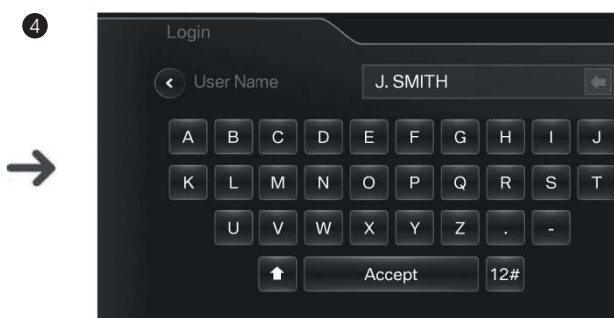 4
Login
User Name J. SMITH
A B C D E F G H I J
K L M N O P Q R S T
U V W X Y Z . -
Accept 12#